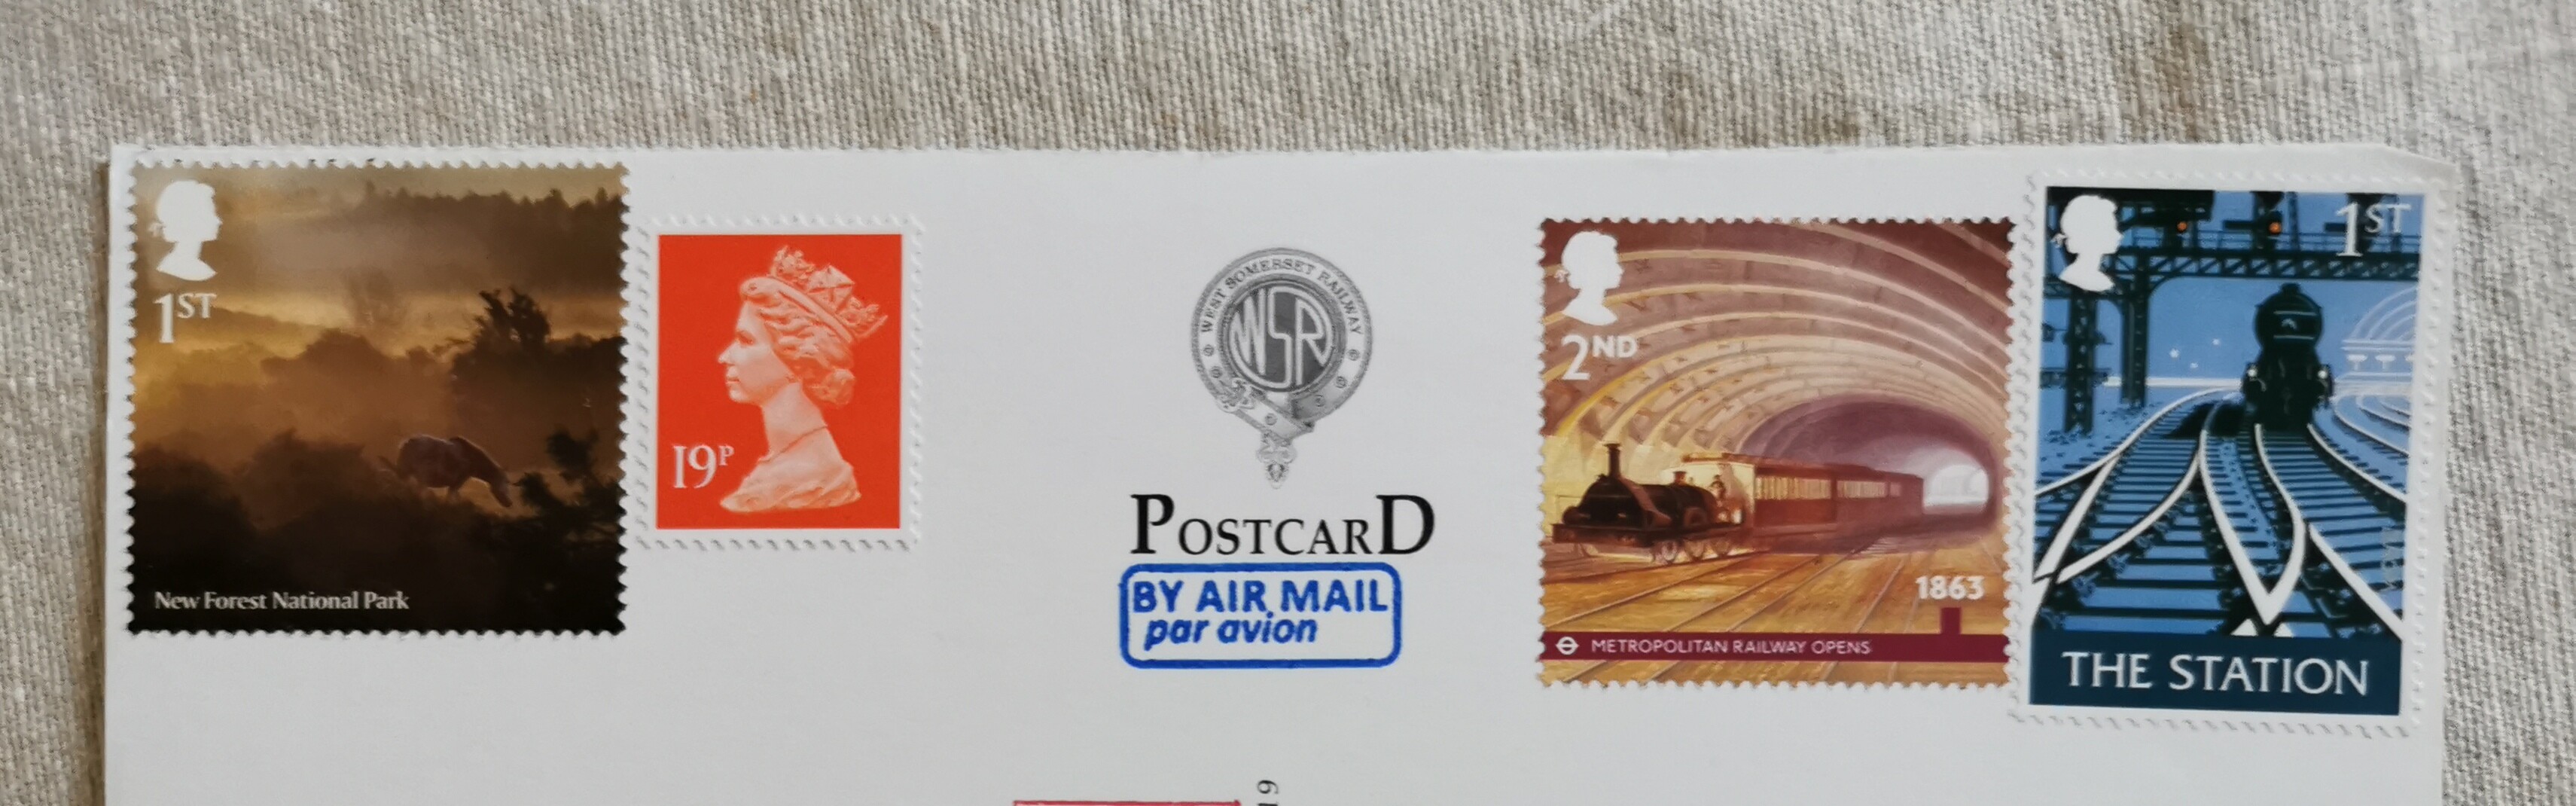 1ST
New Forest National Park
19P
WEST SOMERSET RAILWAY
WSR
POSTCARD
BY AIR MAIL
par avion
2ND
1863
METROPOLITAN RAILWAY OPENS
1ST
THE STATION
19